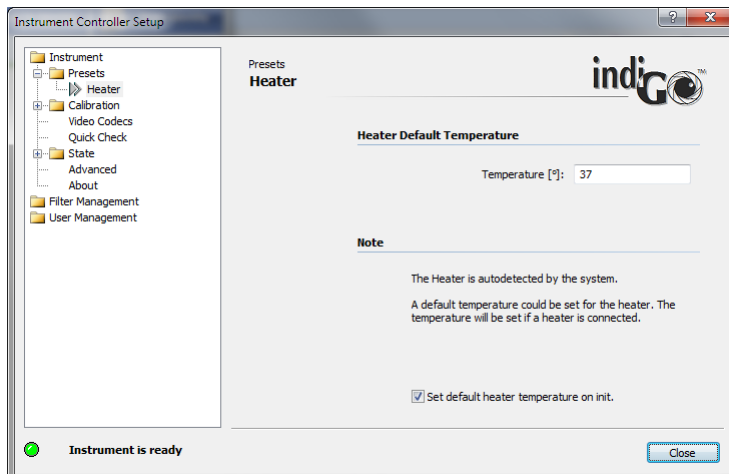 Instrument Controller Setup
Instrument
Presets
Heater
Calibration
Video Codecs
Quick Check
State
Advanced
About
Filter Management
User Management
Presets
Heater
indiGO™
Heater Default Temperature
Temperature [º]: 37
Note
The Heater is autodetected by the system.
A default temperature could be set for the heater. The
temperature will be set if a heater is connected.
Set default heater temperature on init.
Instrument is ready
Close